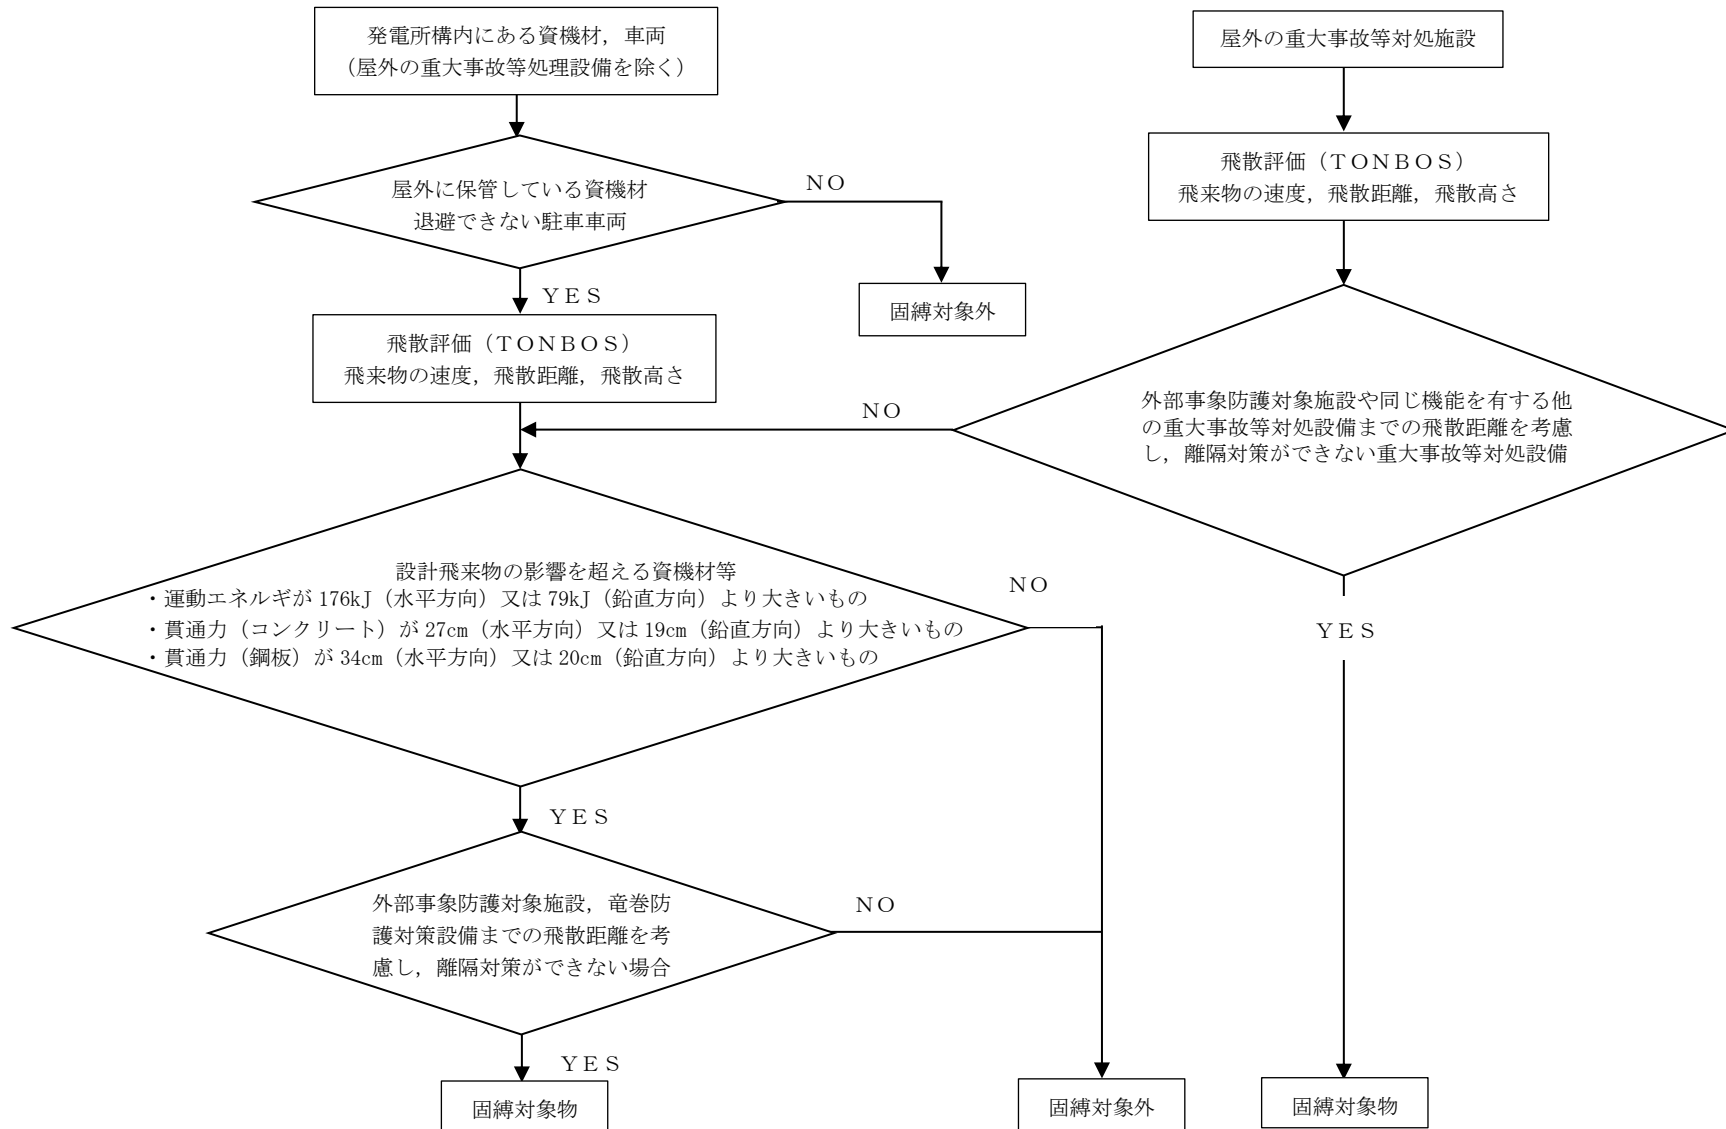 発電所構内にある資機材，車両
（屋外の重大事故等処理設備を除く）
屋外の重大事故等対処施設
屋外に保管している資機材
退避できない駐車車両
NO
YES
固縛対象外
飛散評価（TONBOS）
飛来物の速度，飛散距離，飛散高さ
飛散評価（TONBOS）
飛来物の速度，飛散距離，飛散高さ
外部事象防護対象施設や同じ機能を有する他
の重大事故等対処設備までの飛散距離を考慮
し，離隔対策ができない重大事故等対処設備
NO
YES
設計飛来物の影響を超える資機材等
・運動エネルギが 176kJ（水平方向）又は 79kJ（鉛直方向）より大きいもの
・貫通力（コンクリート）が 27cm（水平方向）又は 19cm（鉛直方向）より大きいもの
・貫通力（鋼板）が 34cm（水平方向）又は 20cm（鉛直方向）より大きいもの
NO
YES
外部事象防護対象施設，竜巻防
護対策設備までの飛散距離を考
慮し，離隔対策ができない場合
NO
YES
固縛対象物
固縛対象外
固縛対象物